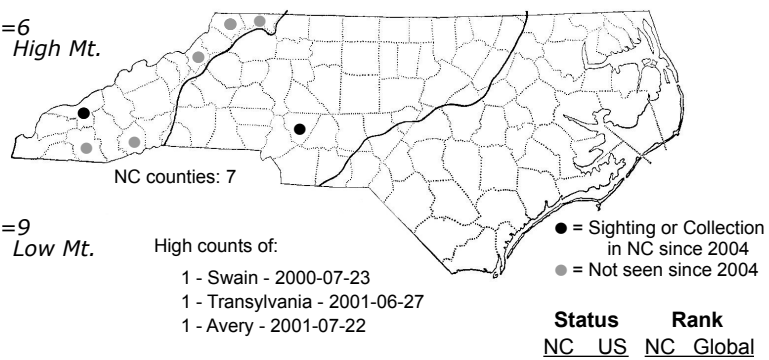 =6
High Mt.
NC counties: 7
=9
Low Mt.
High counts of:
1 - Swain - 2000-07-23
1 - Transylvania - 2001-06-27
1 - Avery - 2001-07-22
● = Sighting or Collection
in NC since 2004
● = Not seen since 2004
Status Rank
NC US NC Global